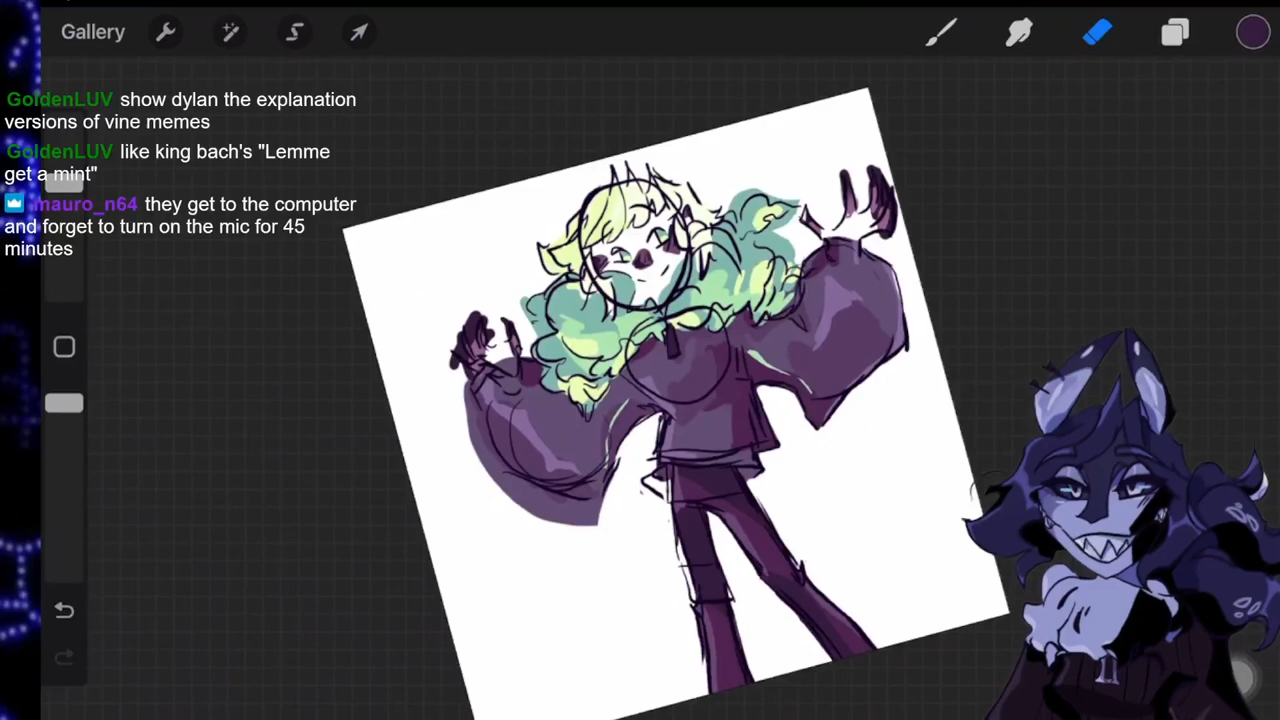 Gallery
GoldenLUV show dylan the explanation
versions of vine memes
GoldenLUV like king bach's "Lemme
get a mint"
mauro_n64 they get to the computer
and forget to turn on the mic for 45
minutes